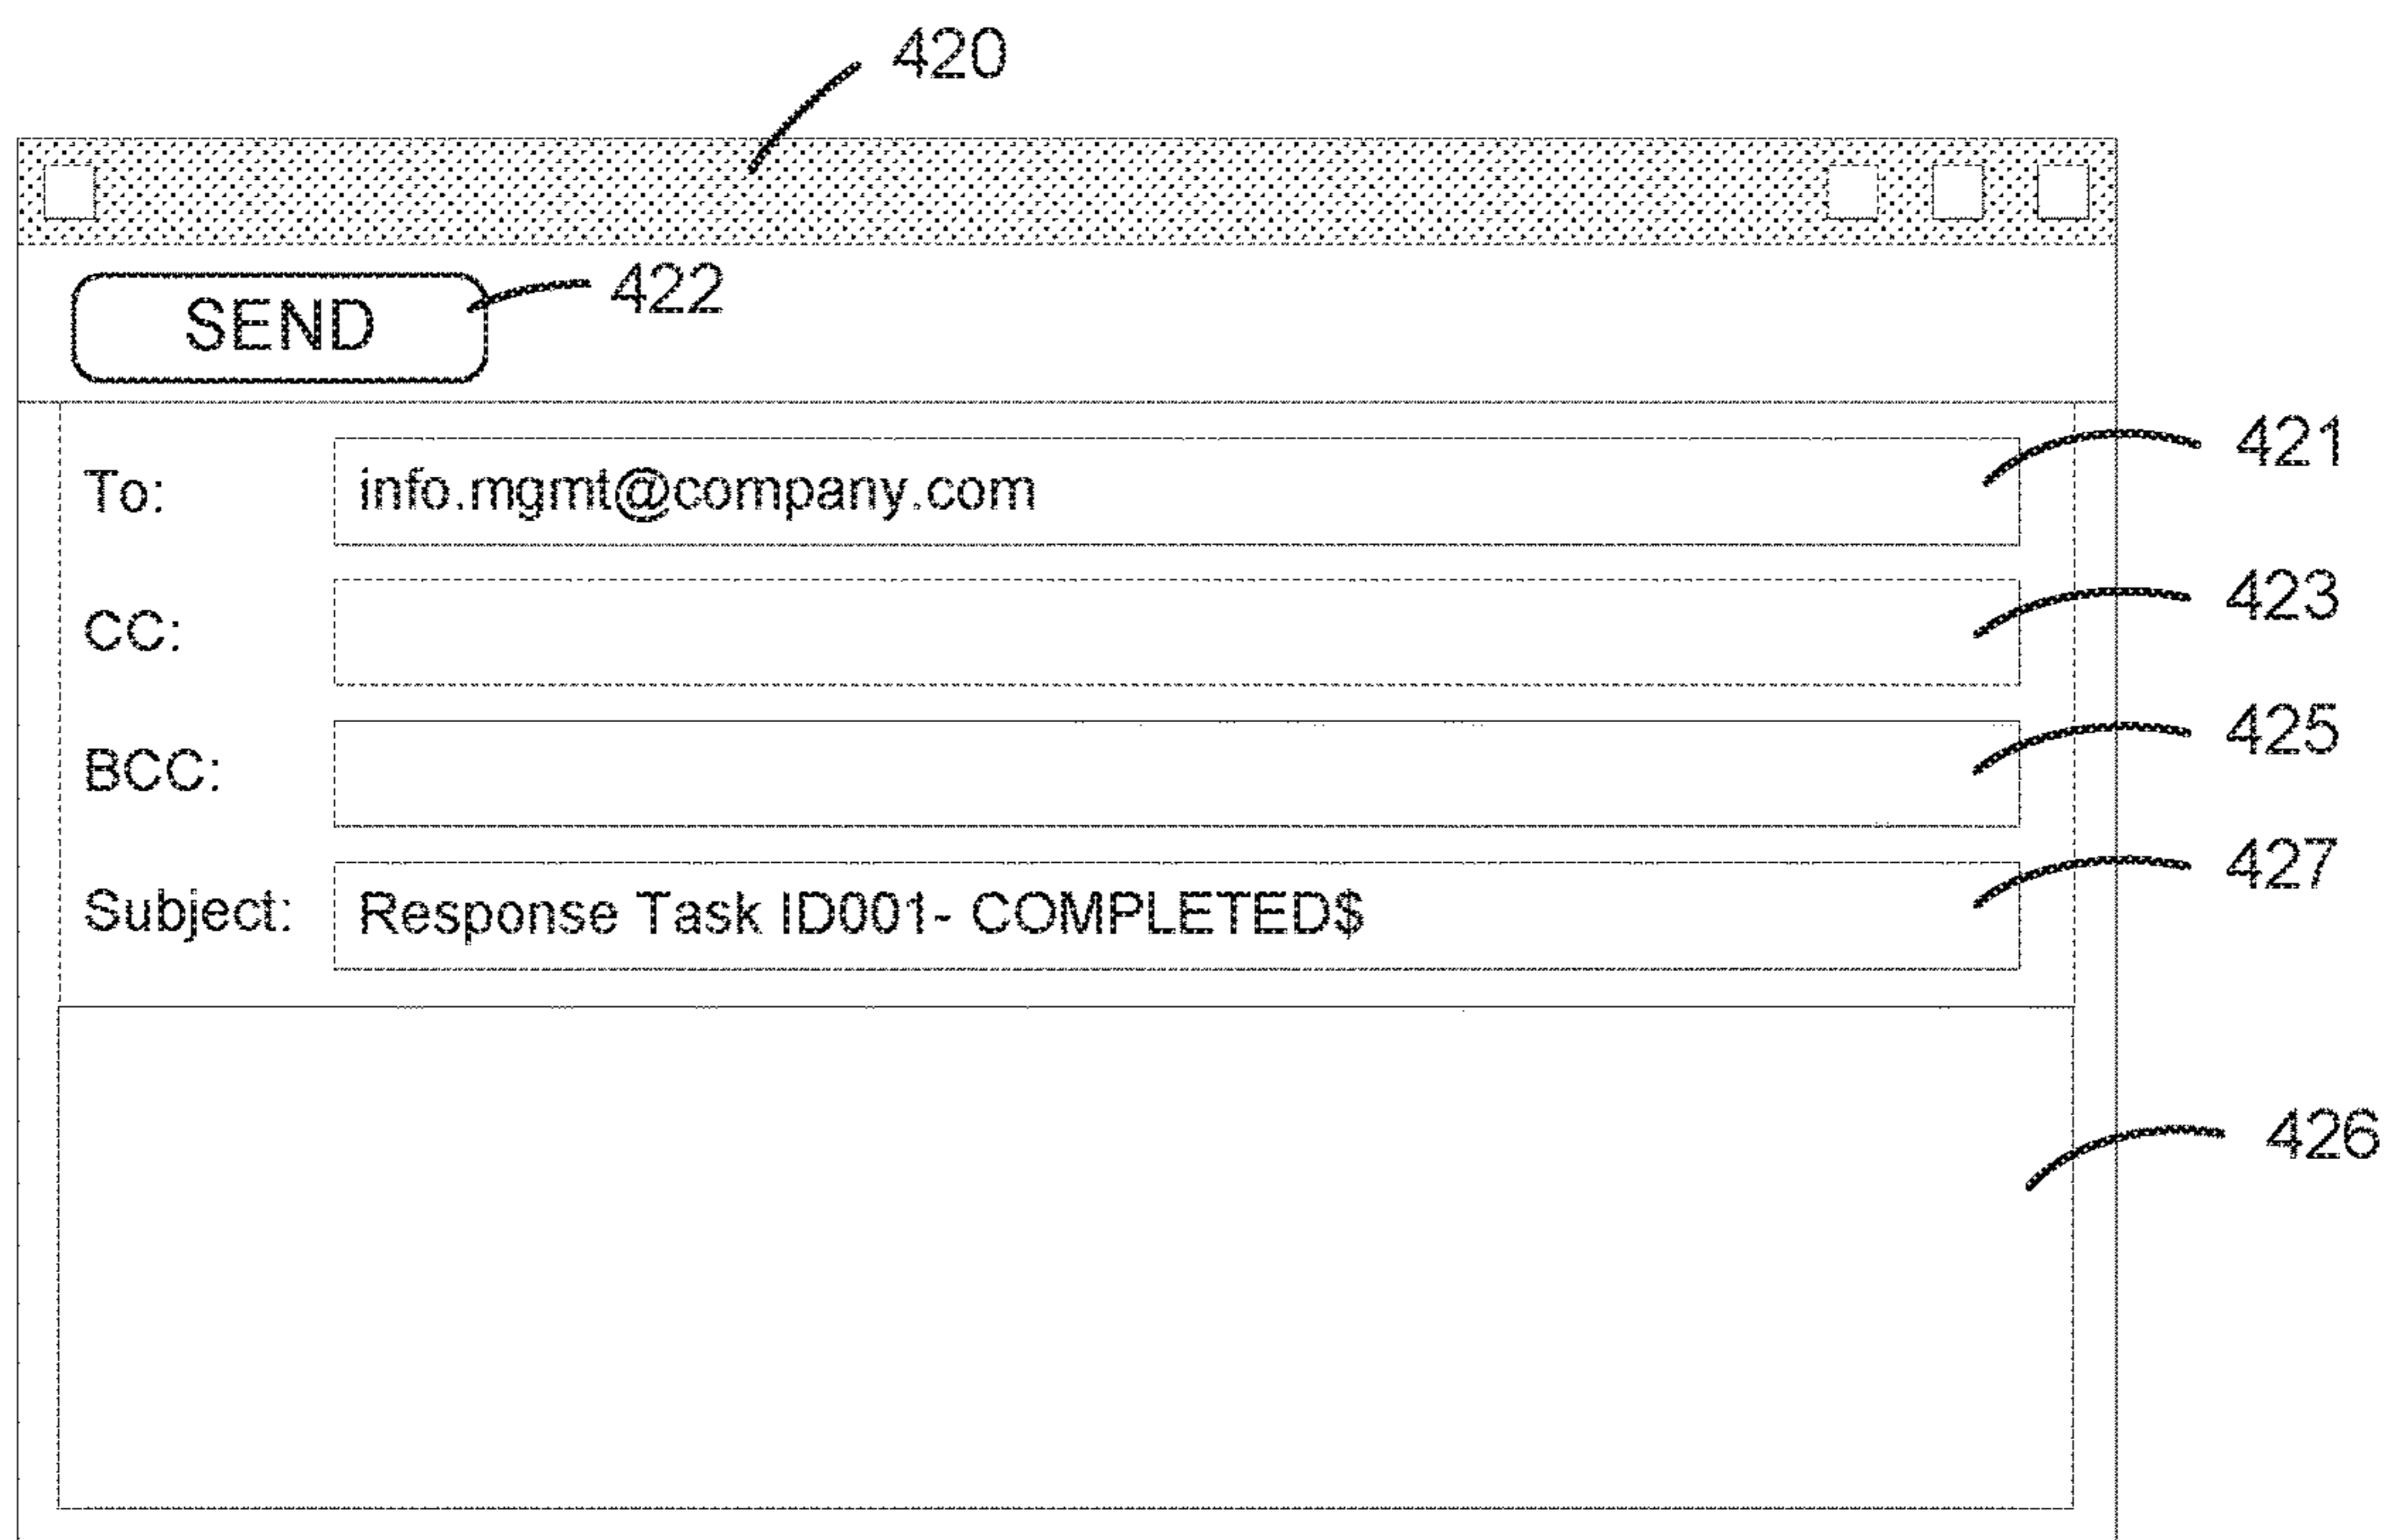 420
SEND 422
To: info.mgmt@company.com 421
CC: 423
BCC: 425
Subject: Response Task ID001- COMPLETED$ 427
426